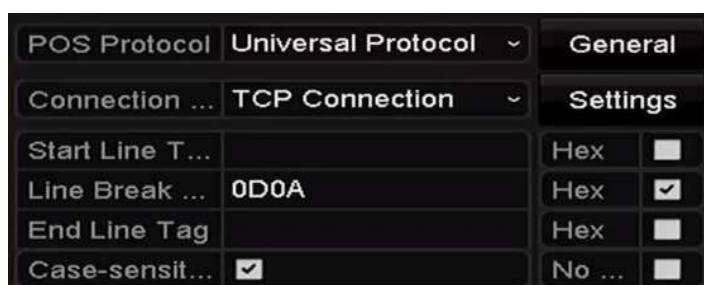 POS Protocol Universal Protocol General
Connection ... TCP Connection Settings
Start Line T... Hex
Line Break ... 0D0A Hex
End Line Tag Hex
Case-sensit... No ...